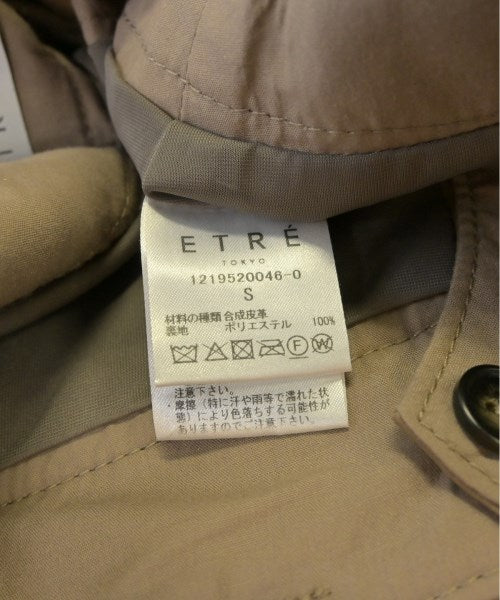 ETRÉ
TOKYO
1219520046-0
S
材料の種類 合成皮革
裏地 ポリエステル 100%
F W
注意下さい。
・摩擦（特に汗や雨等で濡れた状
態）により色落ちする可能性が
ありますのでご注意下さい。